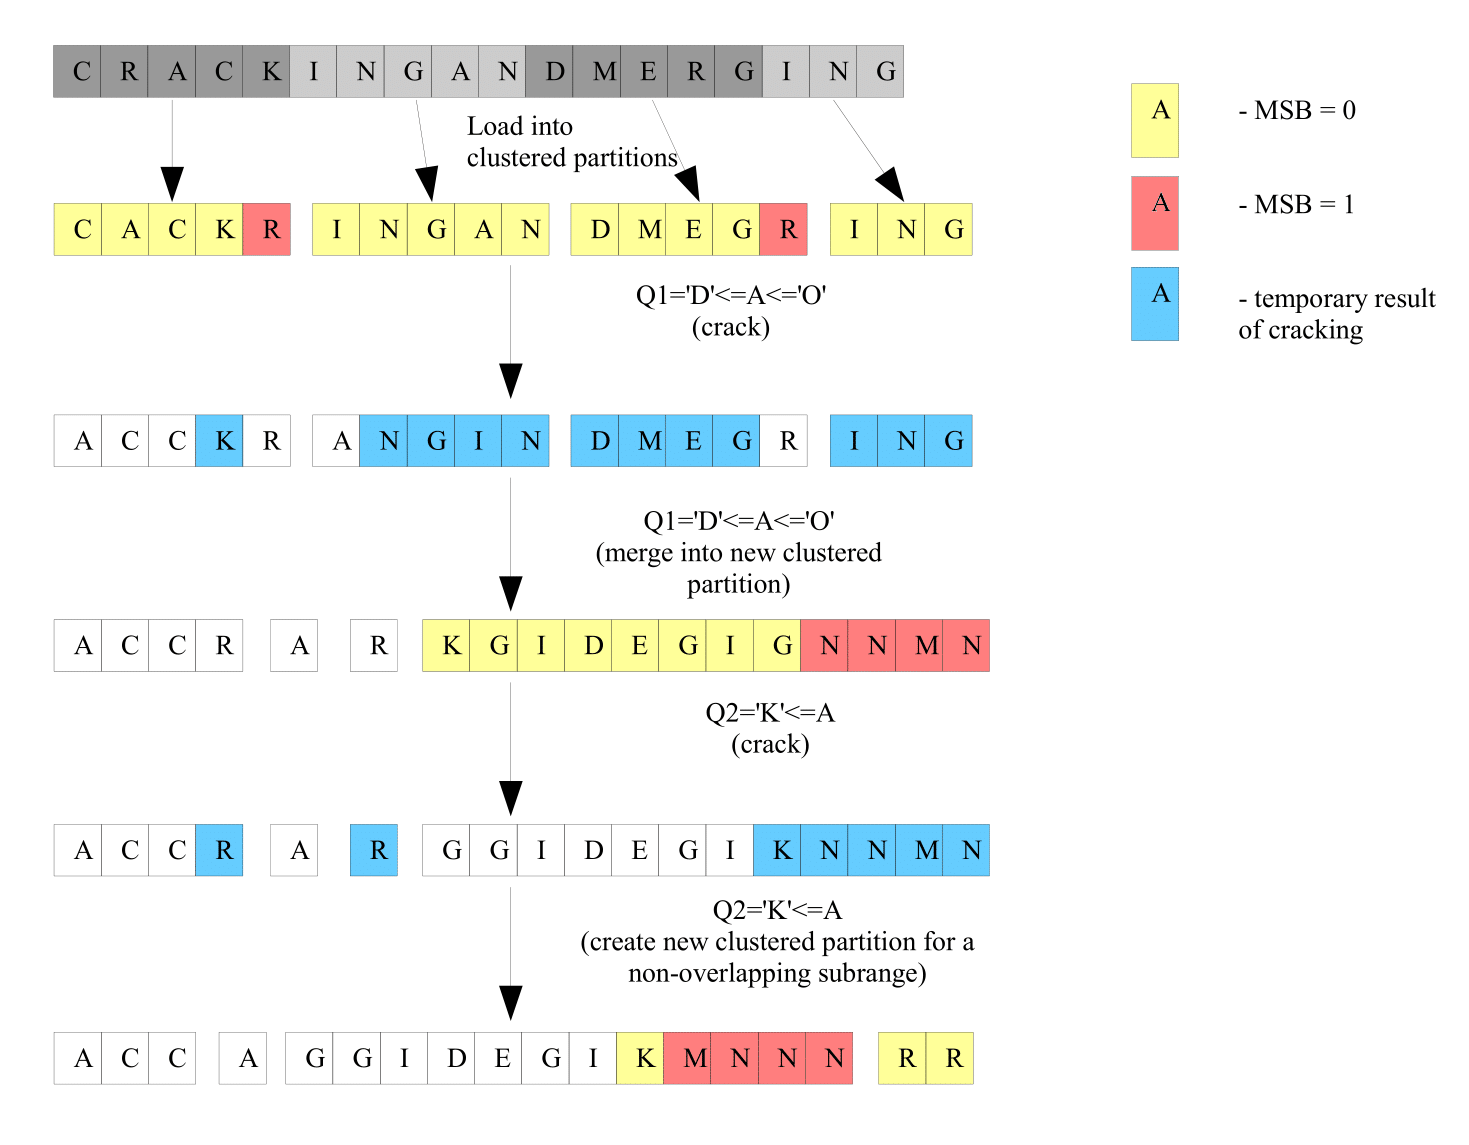 C R A C K I N G A N D M E R G I N G
Load into
clustered partitions
C A C K R I N G A N D M E G R I N G
Q1='D'<=A<='O'
(crack)
A C C K R A N G I N D M E G R I N G
Q1='D'<=A<='O'
(merge into new clustered
partition)
A C C R A R K G I D E G I G N N M N
Q2='K'<=A
(crack)
A C C R A R G G I D E G I K N N M N
Q2='K'<=A
(create new clustered partition for a
non-overlapping subrange)
A C C A G G I D E G I K M N N N R R
A - MSB = 0
A - MSB = 1
A - temporary result
of cracking